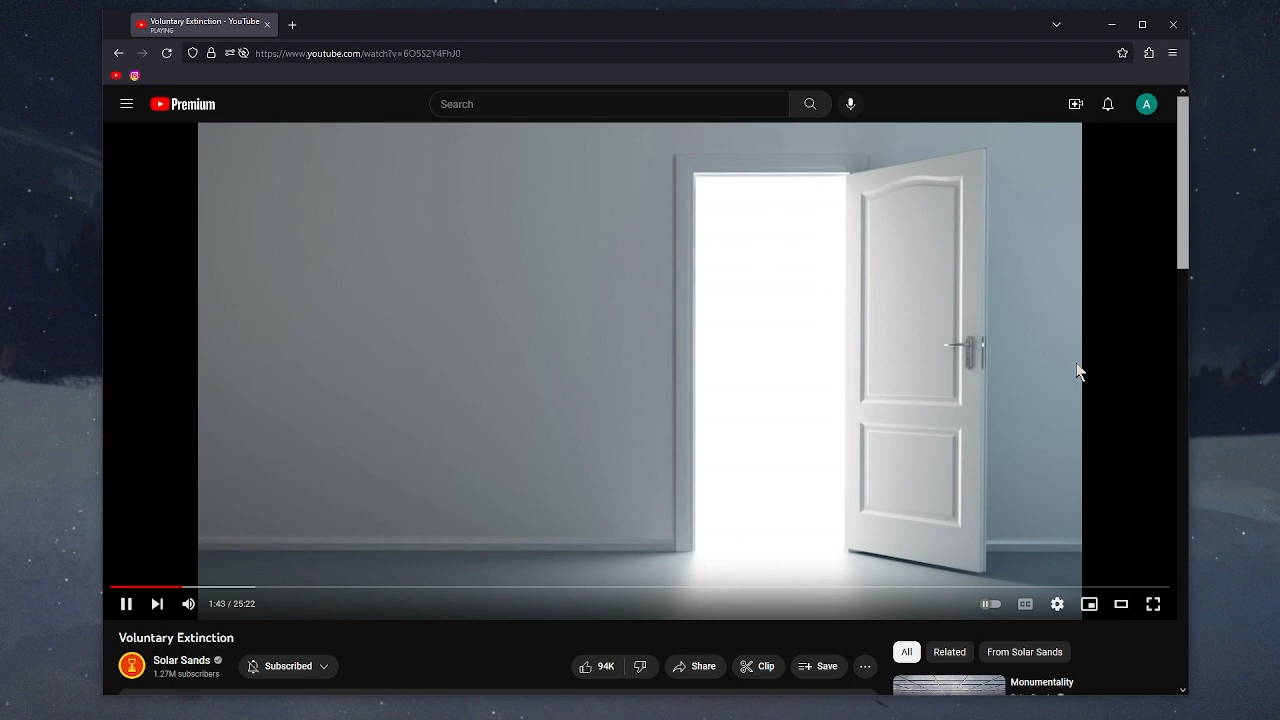 Voluntary Extinction - YouTube
PLAYING
https://www.youtube.com/watch?v=6O5S2Y4FhJ0
Premium
Search
A
1:43 / 25:22
CC
Voluntary Extinction
Solar Sands
1.27M subscribers
Subscribed
94K
Share
Clip
Save
All
Related
From Solar Sands
Monumentality